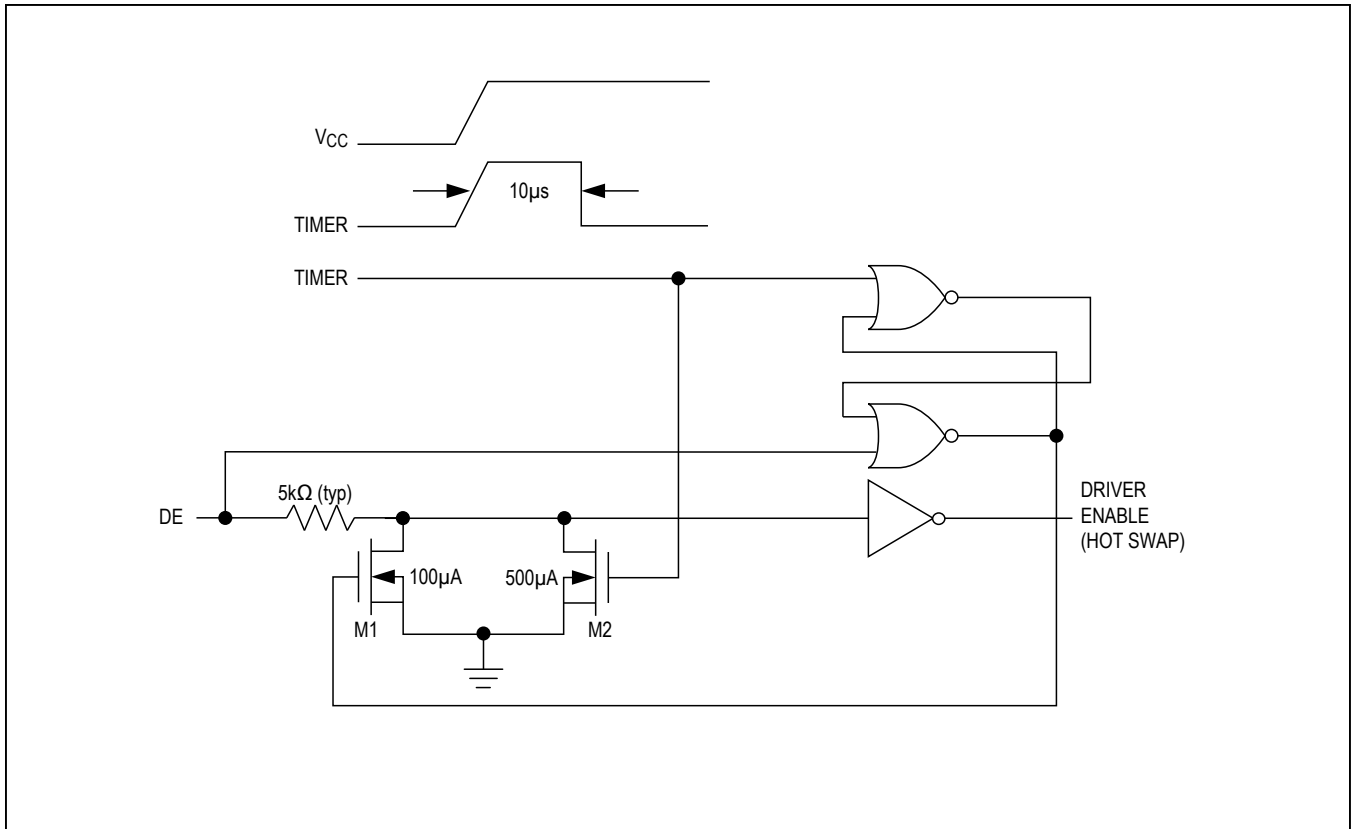 VCC
10µs
TIMER
TIMER
5kΩ (typ)
DE
DRIVER
ENABLE
(HOT SWAP)
100µA
500µA
M1
M2